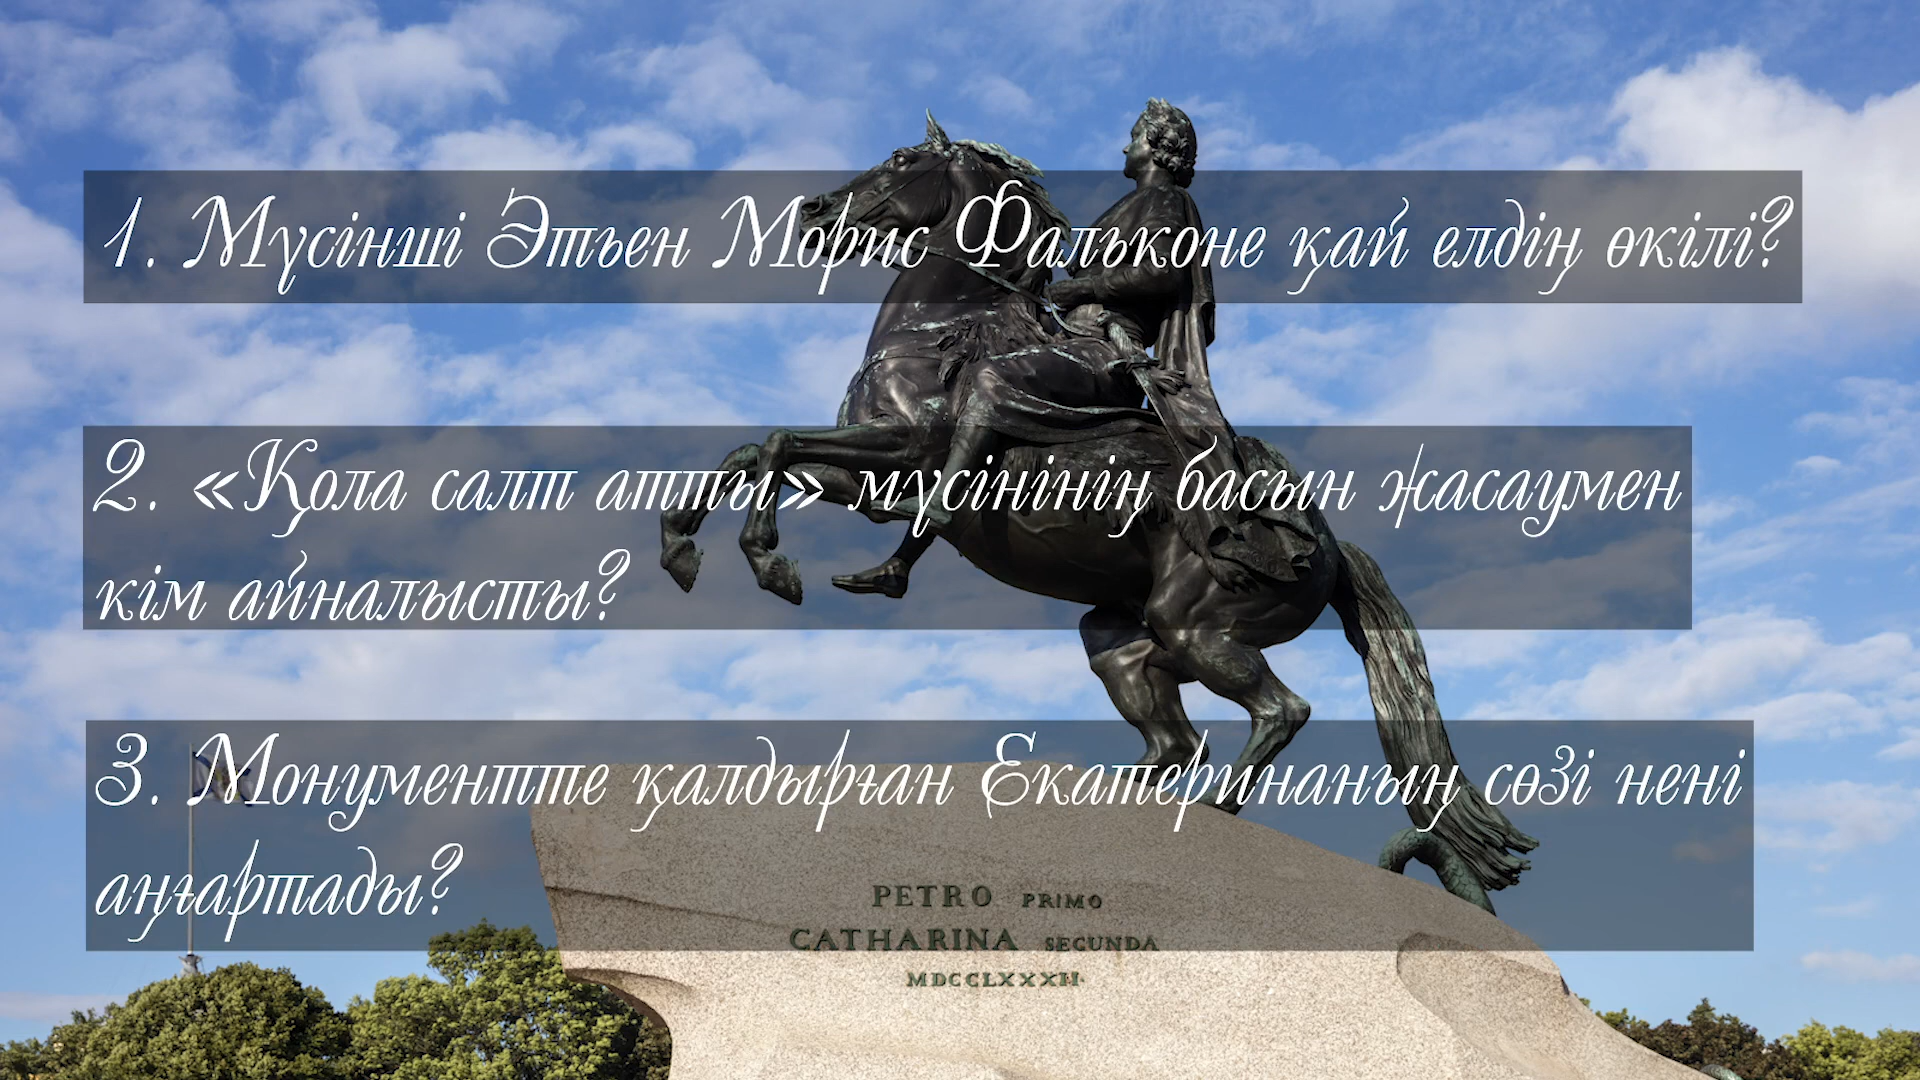 1. Мүсінші Этьен Морис Фальконе қай елдің өкілі?
2. «Қола салт атты» мүсінінің басын жасаумен
кім айналысты?
3. Монументте қалдырған Екатеринаның сөзі нені
аңғартады?
PETRO PRIMO
CATHARINA SECUNDA
MDCCLXXXII